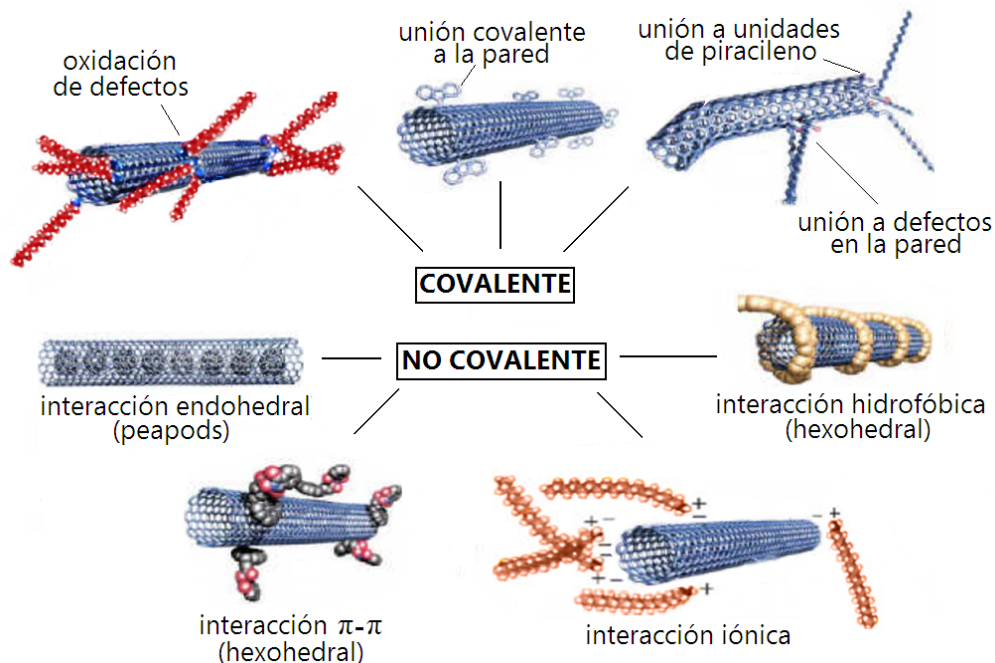 oxidación
de defectos
unión covalente
a la pared
unión a unidades
de piracileno
unión a defectos
en la pared
COVALENTE
NO COVALENTE
interacción endohedral
(peapods)
interacción hidrofóbica
(hexohedral)
interacción π-π
(hexohedral)
+
−
+ −
−
−
+ −
+
− +
interacción iónica